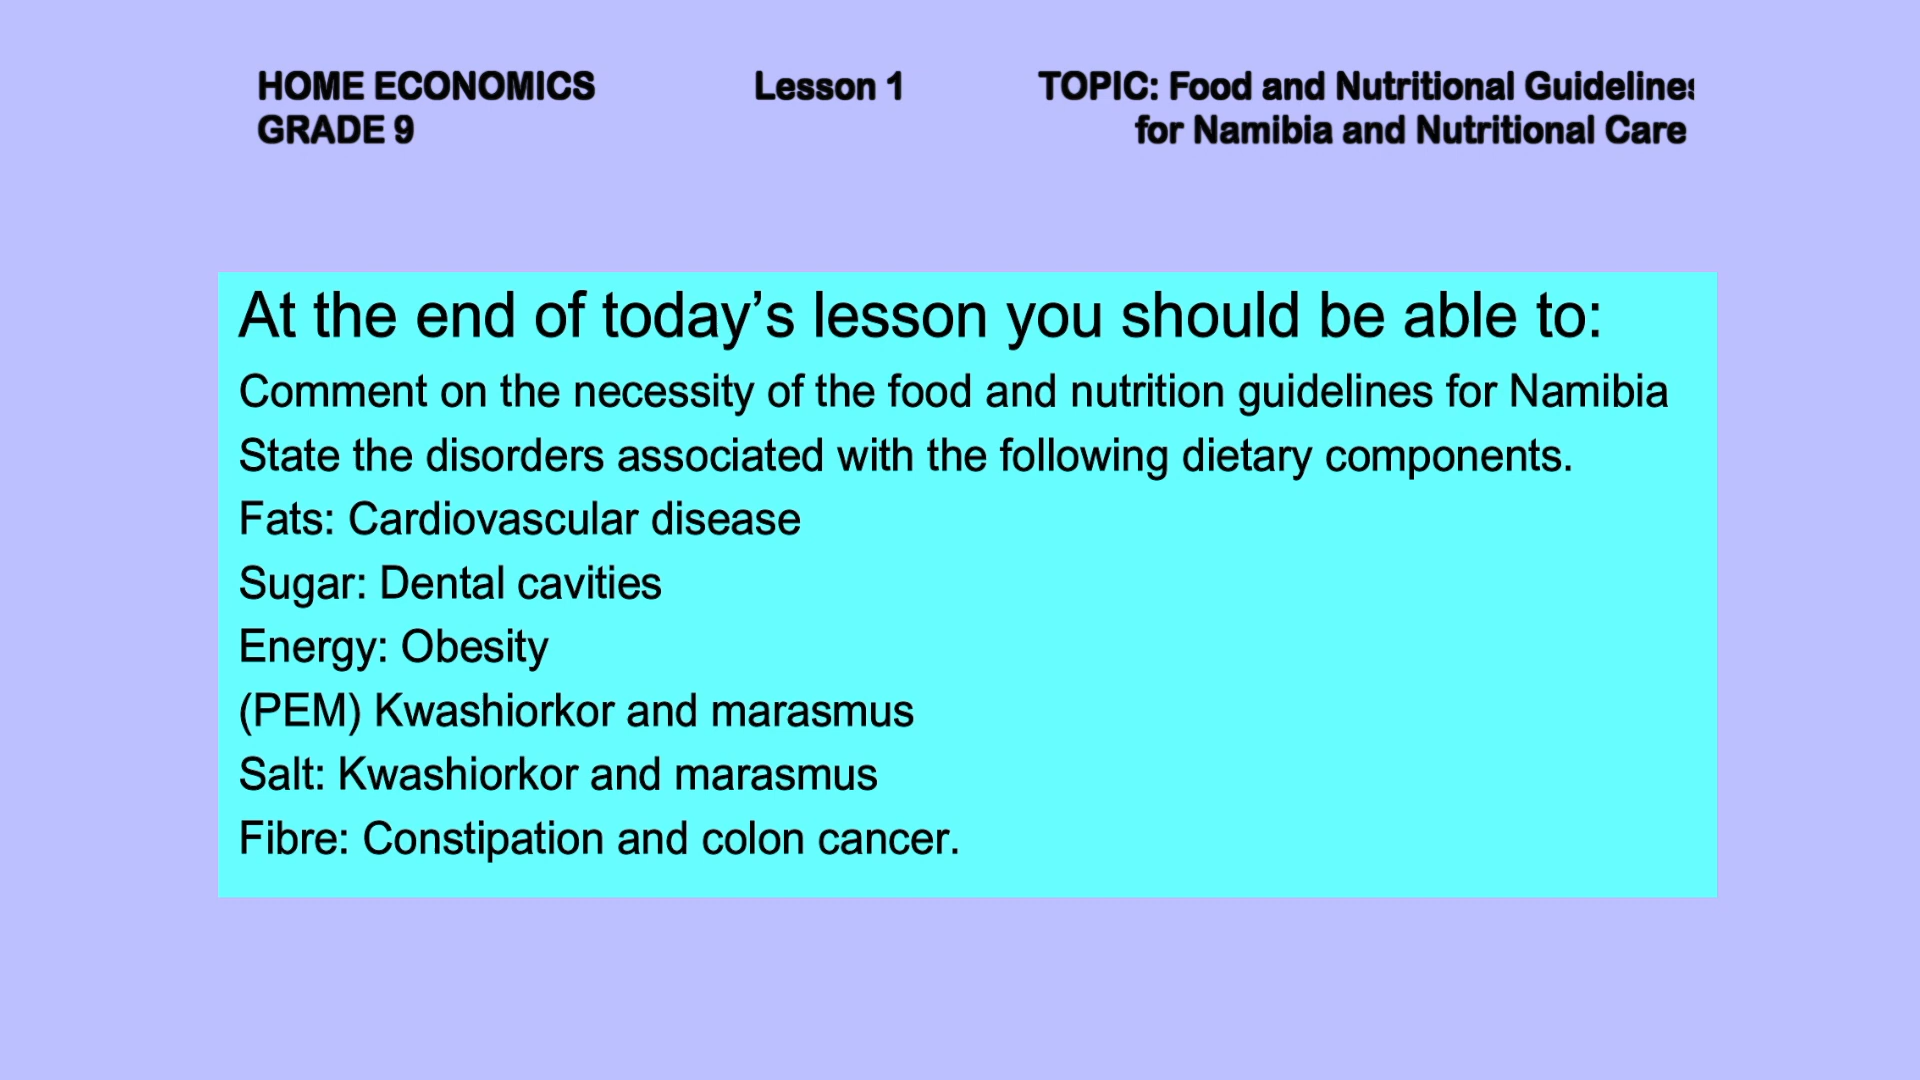 HOME ECONOMICS
GRADE 9
Lesson 1
TOPIC: Food and Nutritional Guidelines
for Namibia and Nutritional Care
At the end of today’s lesson you should be able to:
Comment on the necessity of the food and nutrition guidelines for Namibia
State the disorders associated with the following dietary components.
Fats: Cardiovascular disease
Sugar: Dental cavities
Energy: Obesity
(PEM) Kwashiorkor and marasmus
Salt: Kwashiorkor and marasmus
Fibre: Constipation and colon cancer.